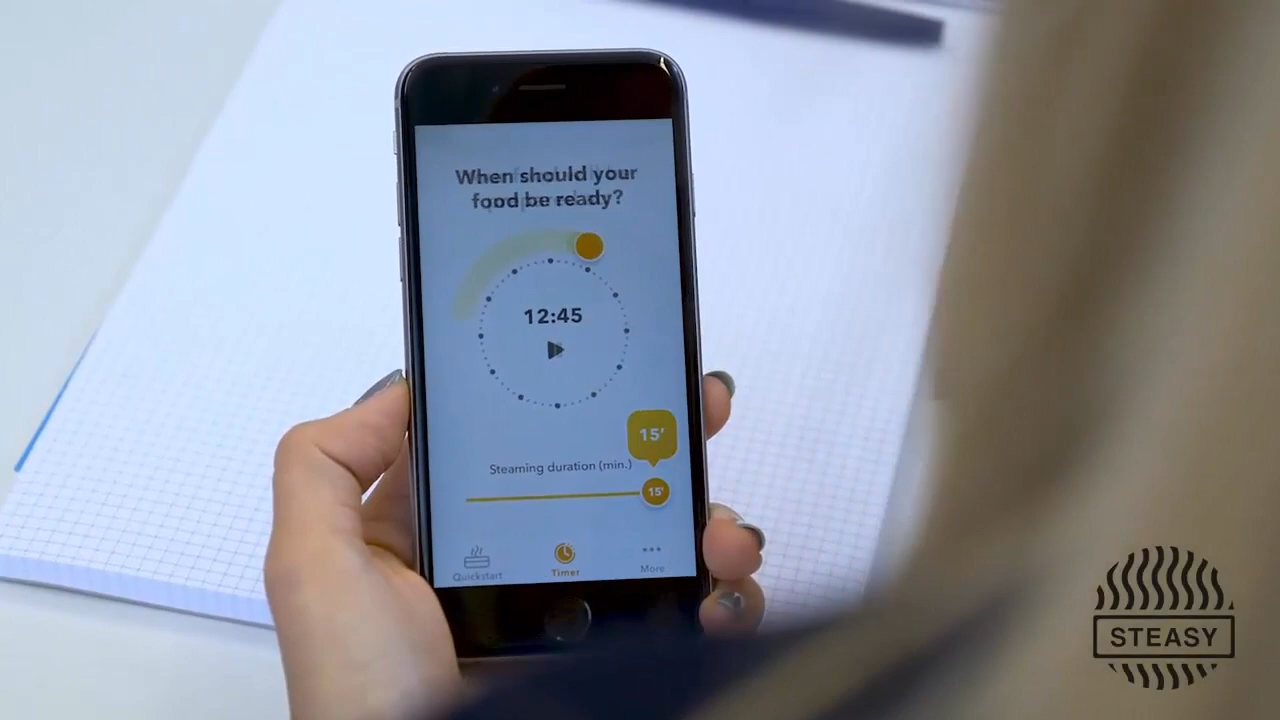 When should your
food be ready?
12:45
15'
Steaming duration (min.)
15'
Quickstart
Timer
More
STEASY